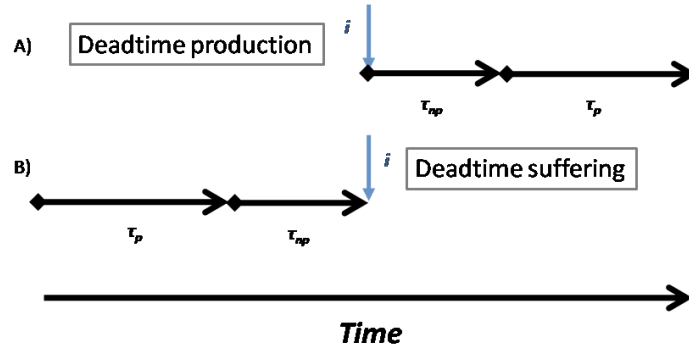 A)
Deadtime production
i
τnp
τp
B)
i
Deadtime suffering
τp
τnp
Time